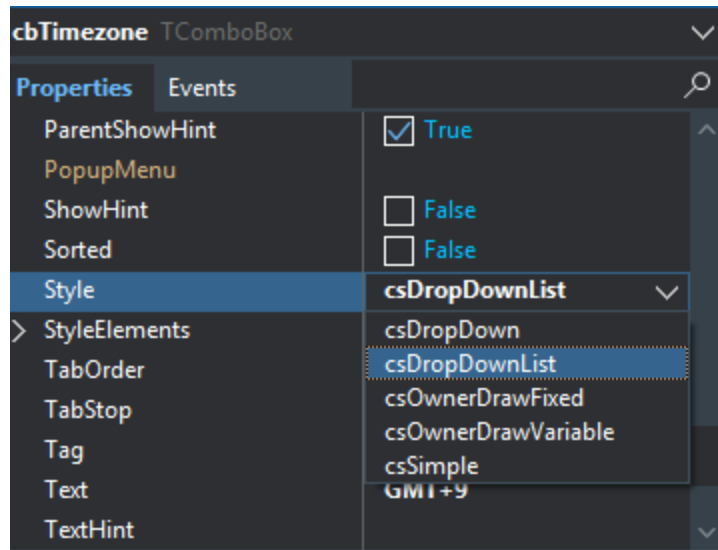 cbTimezone TComboBox
Properties Events
ParentShowHint True
PopupMenu
ShowHint False
Sorted False
Style csDropDownList
StyleElements csDropDown
csDropDownList
TabOrder
csOwnerDrawFixed
TabStop
csOwnerDrawVariable
Tag
csSimple
Text GMT+9
TextHint